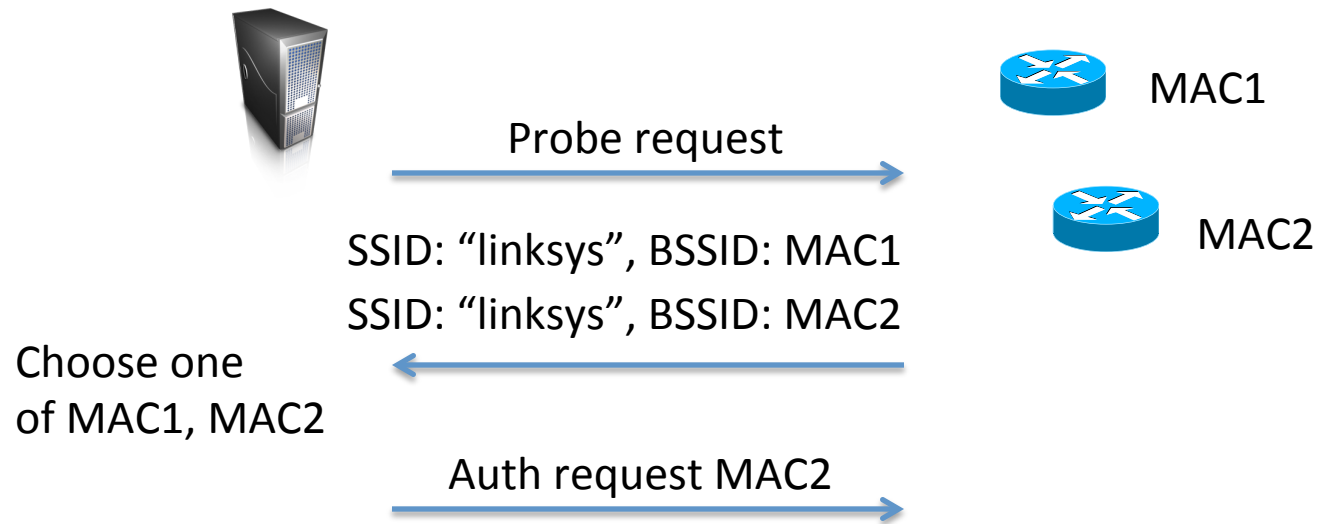 MAC1
Probe request
MAC2
SSID: “linksys”, BSSID: MAC1
SSID: “linksys”, BSSID: MAC2
Choose one
of MAC1, MAC2
Auth request MAC2